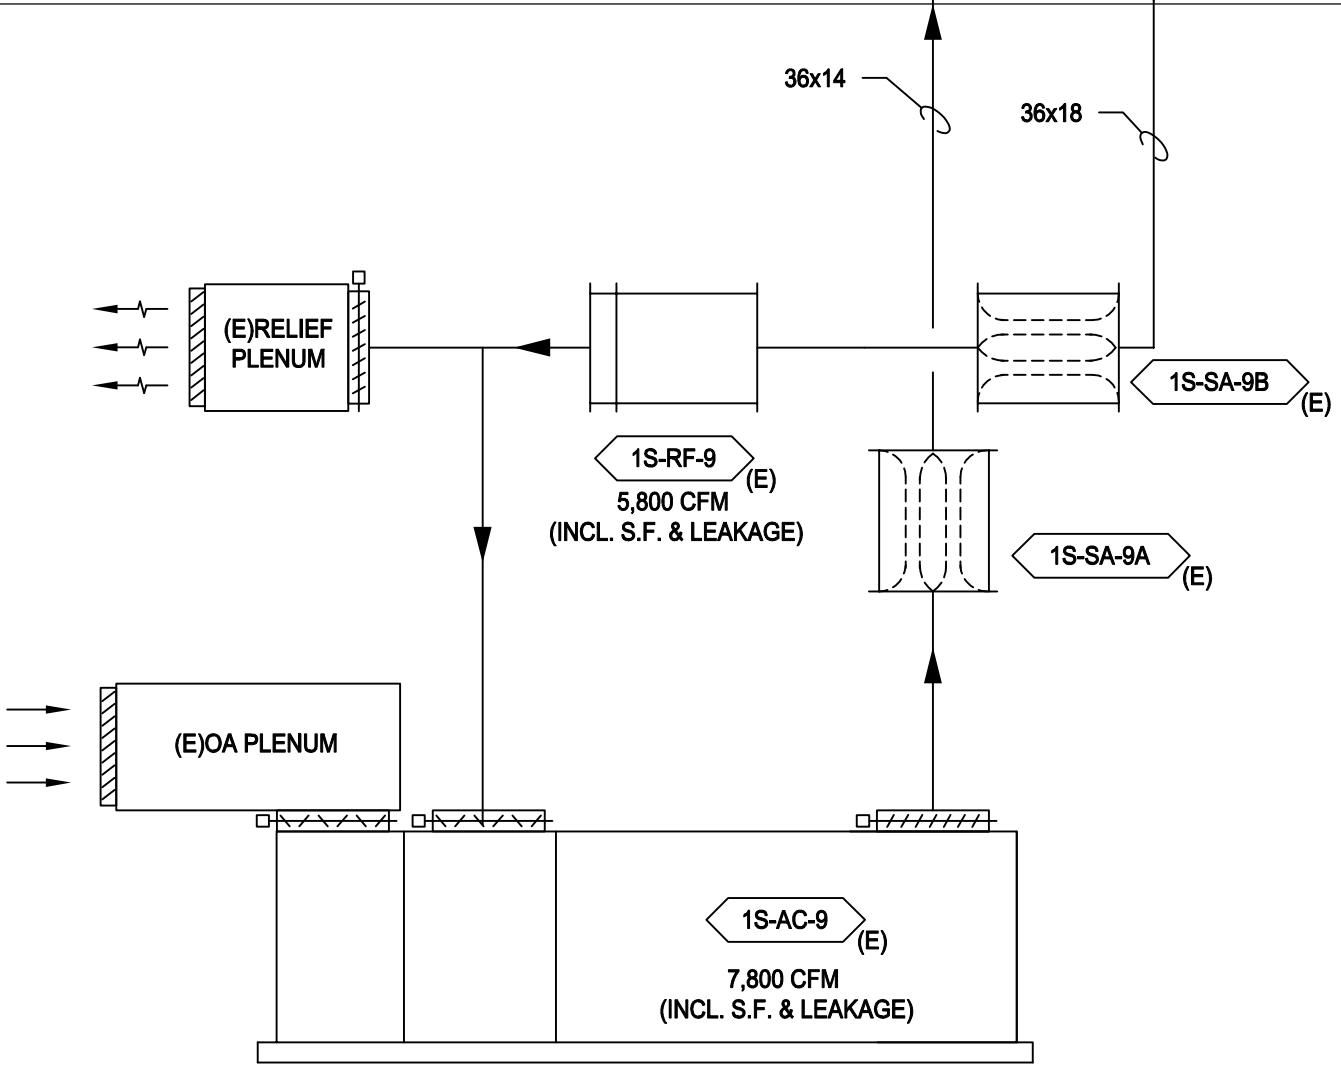 36x14
36x18
(E)RELIEF
PLENUM
1S-SA-9B
(E)
1S-RF-9
(E)
5,800 CFM
(INCL. S.F. & LEAKAGE)
1S-SA-9A
(E)
(E)OA PLENUM
1S-AC-9
(E)
7,800 CFM
(INCL. S.F. & LEAKAGE)